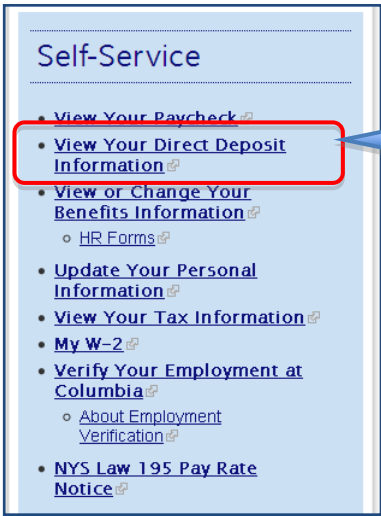 Self-Service
View Your Paycheck
View Your Direct Deposit
Information
View or Change Your
Benefits Information
HR Forms
Update Your Personal
Information
View Your Tax Information
My W-2
Verify Your Employment at
Columbia
About Employment
Verification
NYS Law 195 Pay Rate
Notice